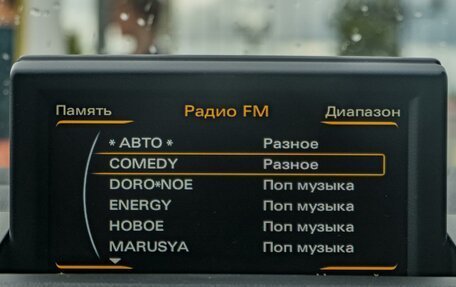 Память Радио FM Диапазон
* АВТО * Разное
COMEDY Разное
DORO*NOE Поп музыка
ENERGY Поп музыка
НОВОЕ Поп музыка
MARUSYA Поп музыка